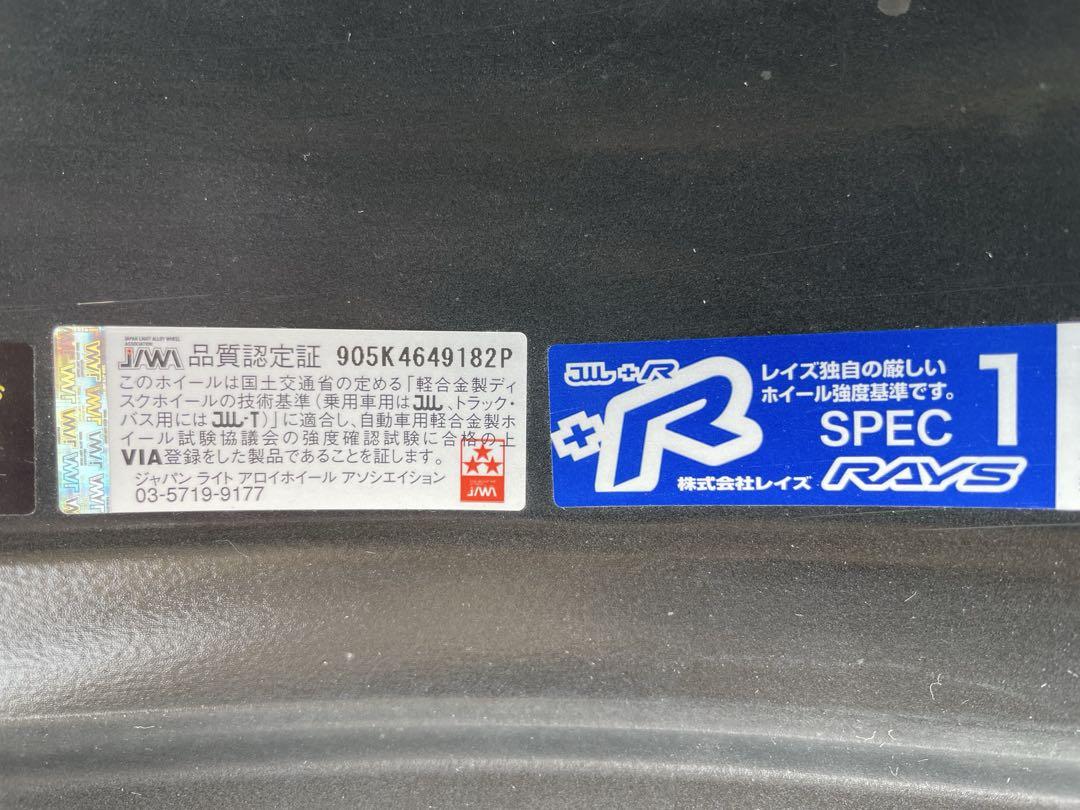 JAPAN LIGHT ALLOY WHEEL
ASSOCIATION
JAWA 品質認定証 905K4649182P
このホイールは国土交通省の定める「軽合金製ディ
スクホイールの技術基準（乗用車用はJWL、トラック・
バス用にはJWL-T）」に適合し、自動車用軽合金製ホ
イール試験協議会の強度確認試験に合格の上
VIA登録をした製品であることを証します。
ジャパン ライト アロイホイール アソシエイション
03-5719-9177
JAWA
JWL+R
+R
レイズ独自の厳しい
ホイール強度基準です。
SPEC 1
株式会社レイズ RAYS